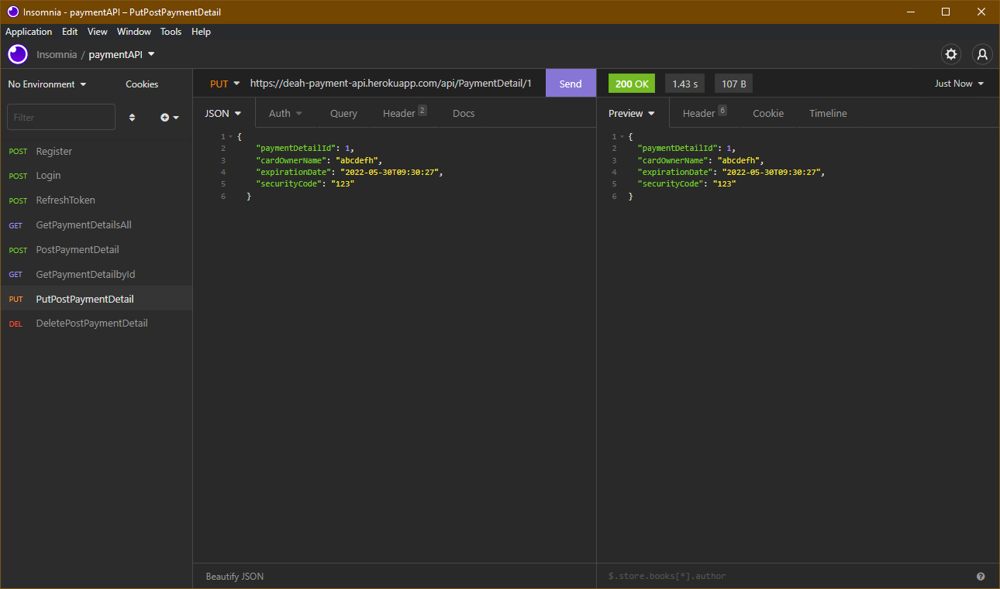 Insomnia - paymentAPI – PutPostPaymentDetail
Application Edit View Window Tools Help
Insomnia / paymentAPI
No Environment Cookies
Filter
POST Register
POST Login
POST RefreshToken
GET GetPaymentDetailsAll
POST PostPaymentDetail
GET GetPaymentDetailbyId
PUT PutPostPaymentDetail
DEL DeletePostPaymentDetail
PUT https://deah-payment-api.herokuapp.com/api/PaymentDetail/1 Send
JSON Auth Query Header 2 Docs
1 {
2 "paymentDetailId": 1,
3 "cardOwnerName": "abcdefh",
4 "expirationDate": "2022-05-30T09:30:27",
5 "securityCode": "123"
6 }
Beautify JSON
200 OK 1.43 s 107 B Just Now
Preview Header 6 Cookie Timeline
1 {
2 "paymentDetailId": 1,
3 "cardOwnerName": "abcdefh",
4 "expirationDate": "2022-05-30T09:30:27",
5 "securityCode": "123"
6 }
$.store.books[*].author